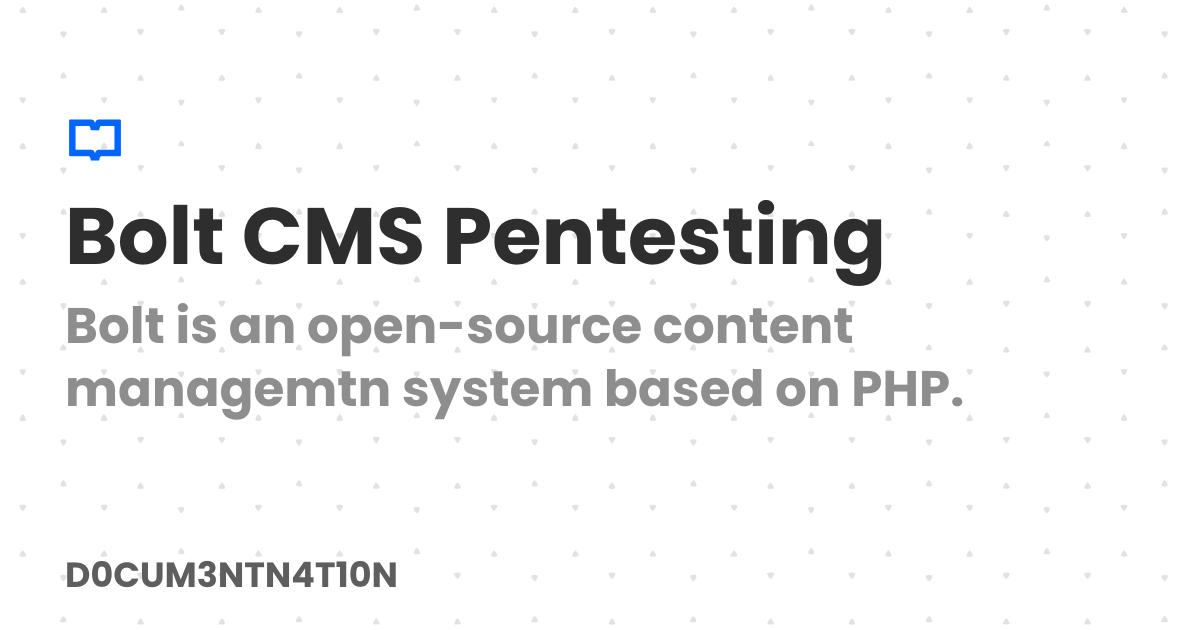 Bolt CMS Pentesting
Bolt is an open-source content
managemtn system based on PHP.
D0CUM3NTN4T10N